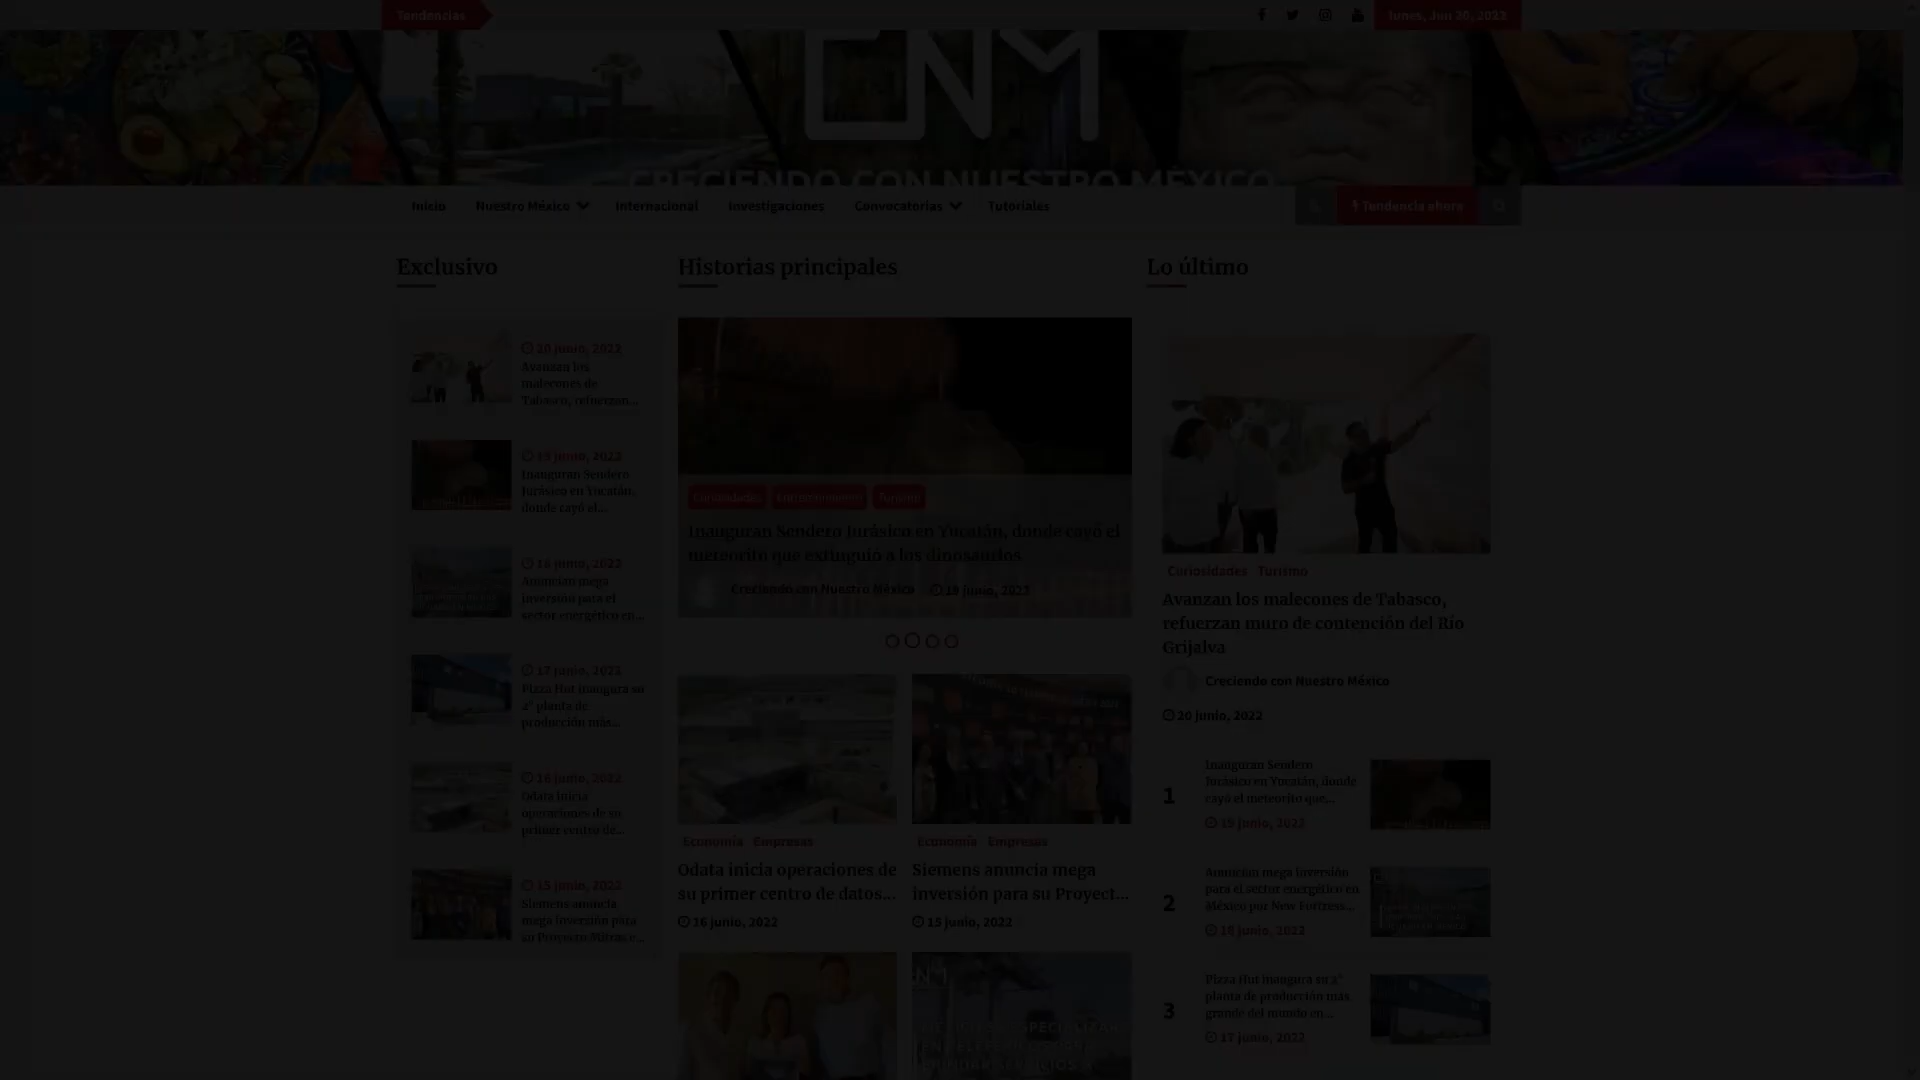 Tendencias
lunes, Jun 20, 2022
CNM
CRECIENDO CON NUESTRO MÉXICO
Inicio
Nuestro México
Internacional
Investigaciones
Convocatorias
Tutoriales
Tendencia ahora
Exclusivo
20 junio, 2022
Avanzan los
malecones de
Tabasco, refuerzan...
19 junio, 2022
Inauguran Sendero
Jurásico en Yucatán,
donde cayó el...
18 junio, 2022
Anuncian mega
inversión para el
sector energético en...
17 junio, 2022
Pizza Hut inaugura su
2° planta de
producción más...
16 junio, 2022
Odata inicia
operaciones de su
primer centro de...
15 junio, 2022
Siemens anuncia
mega inversión para
su Proyecto Mitras e...
Historias principales
Curiosidades
Turismo
Inauguran Sendero Jurásico en Yucatán, donde cayó el
meteorito que extinguió a los dinosaurios
Creciendo con Nuestro México
19 junio, 2022
Economía Empresas
Odata inicia operaciones de
su primer centro de datos...
16 junio, 2022
Economía Empresas
Siemens anuncia mega
inversión para su Proyect...
15 junio, 2022
Lo último
Curiosidades Turismo
Avanzan los malecones de Tabasco,
refuerzan muro de contención del Río
Grijalva
Creciendo con Nuestro México
20 junio, 2022
1
Inauguran Sendero
Jurásico en Yucatán, donde
cayó el meteorito que...
19 junio, 2022
2
Anuncian mega inversión
para el sector energético en
México por New Fortress...
18 junio, 2022
3
Pizza Hut inaugura su 2°
planta de producción más
grande del mundo en...
17 junio, 2022